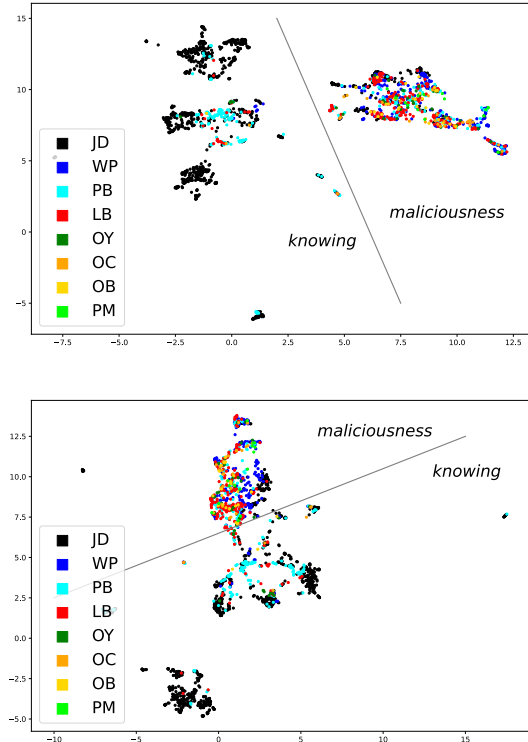 15
10
5
0
−5
−7.5
−5.0
−2.5
0.0
2.5
5.0
7.5
10.0
12.5
JD
WP
PB
LB
OY
OC
OB
PM
maliciousness
knowing
12.5
10.0
7.5
5.0
2.5
0.0
−2.5
−5.0
−10
−5
0
5
10
15
JD
WP
PB
LB
OY
OC
OB
PM
maliciousness
knowing